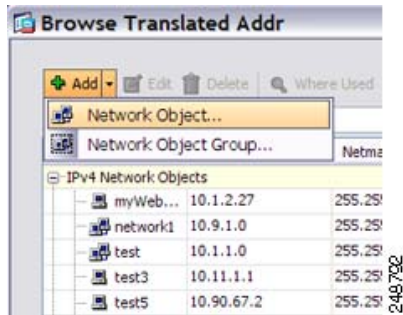 Browse Translated Addr
Add Edit Delete Where Used
Network Object...
Network Object Group...
Netma
IPv4 Network Objects
myWeb... 10.1.2.27 255.25
network1 10.9.1.0 255.25
test 10.1.1.0 255.25
test3 10.11.1.1 255.25
test5 10.90.67.2 255.25
248792